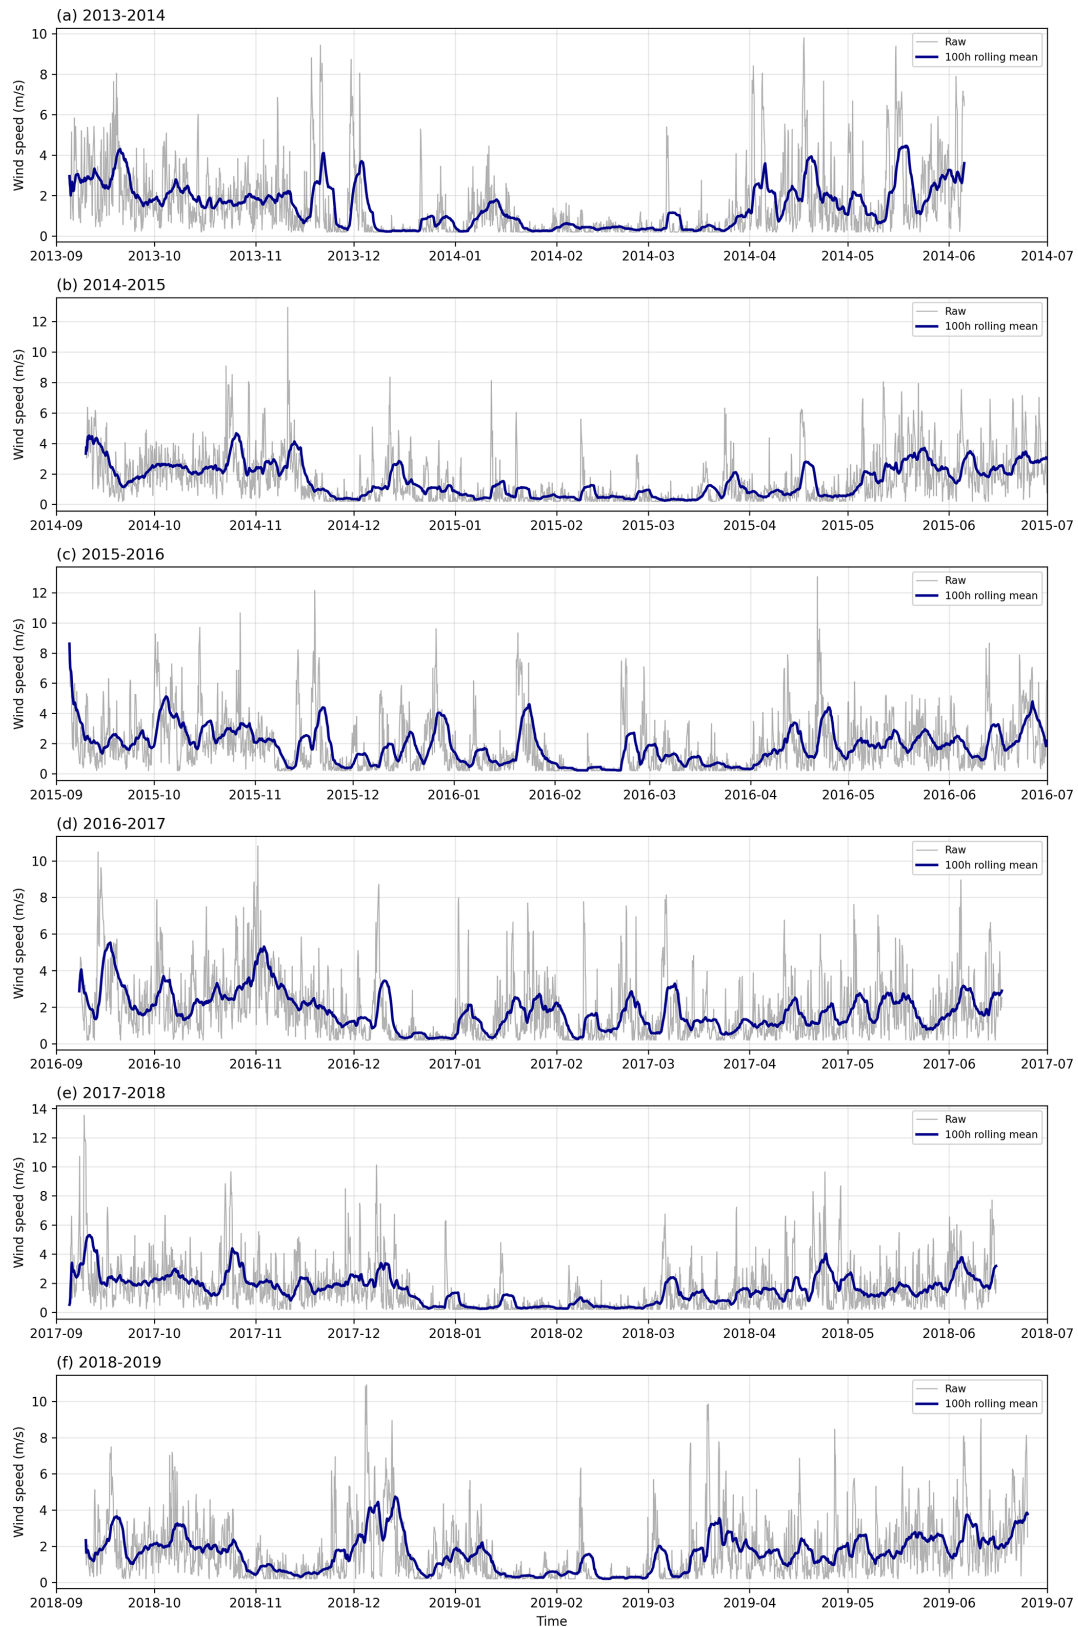 (a) 2013-2014
10
8
6
4
2
0
Wind speed (m/s)
Raw
100h rolling mean
2013-09 2013-10 2013-11 2013-12 2014-01 2014-02 2014-03 2014-04 2014-05 2014-06 2014-07
(b) 2014-2015
12
10
8
6
4
2
0
Wind speed (m/s)
Raw
100h rolling mean
2014-09 2014-10 2014-11 2014-12 2015-01 2015-02 2015-03 2015-04 2015-05 2015-06 2015-07
(c) 2015-2016
12
10
8
6
4
2
0
Wind speed (m/s)
Raw
100h rolling mean
2015-09 2015-10 2015-11 2015-12 2016-01 2016-02 2016-03 2016-04 2016-05 2016-06 2016-07
(d) 2016-2017
10
8
6
4
2
0
Wind speed (m/s)
Raw
100h rolling mean
2016-09 2016-10 2016-11 2016-12 2017-01 2017-02 2017-03 2017-04 2017-05 2017-06 2017-07
(e) 2017-2018
14
12
10
8
6
4
2
0
Wind speed (m/s)
Raw
100h rolling mean
2017-09 2017-10 2017-11 2017-12 2018-01 2018-02 2018-03 2018-04 2018-05 2018-06 2018-07
(f) 2018-2019
10
8
6
4
2
0
Wind speed (m/s)
Raw
100h rolling mean
2018-09 2018-10 2018-11 2018-12 2019-01 2019-02 2019-03 2019-04 2019-05 2019-06 2019-07
Time